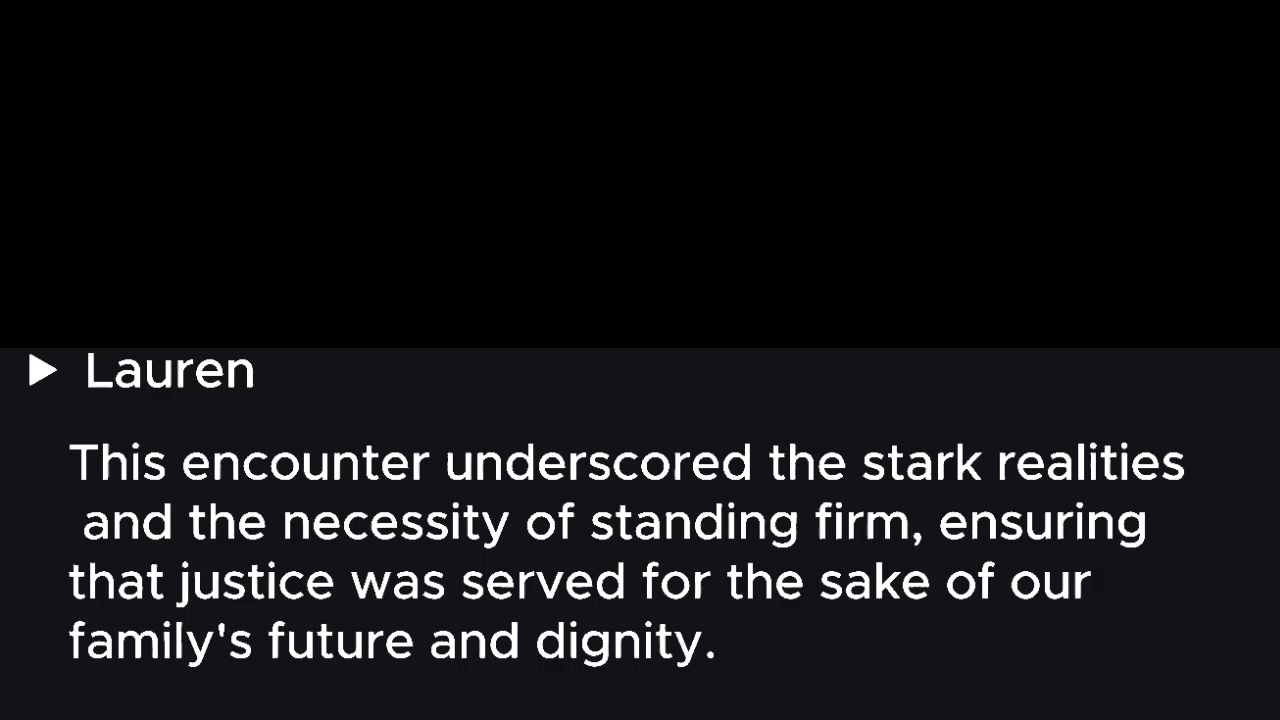 Lauren
This encounter underscored the stark realities
and the necessity of standing firm, ensuring
that justice was served for the sake of our
family's future and dignity.